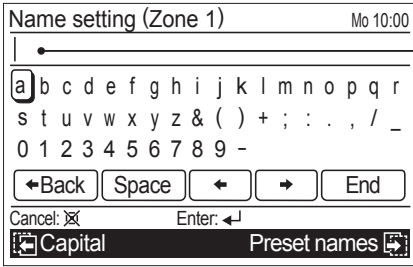 Name setting (Zone 1) Mo 10:00
a b c d e f g h i j k l m n o p q r
s t u v w x y z & ( ) + ; : . , / _
0 1 2 3 4 5 6 7 8 9 -
←Back Space ← → End
Cancel: Enter: ↵
Capital Preset names